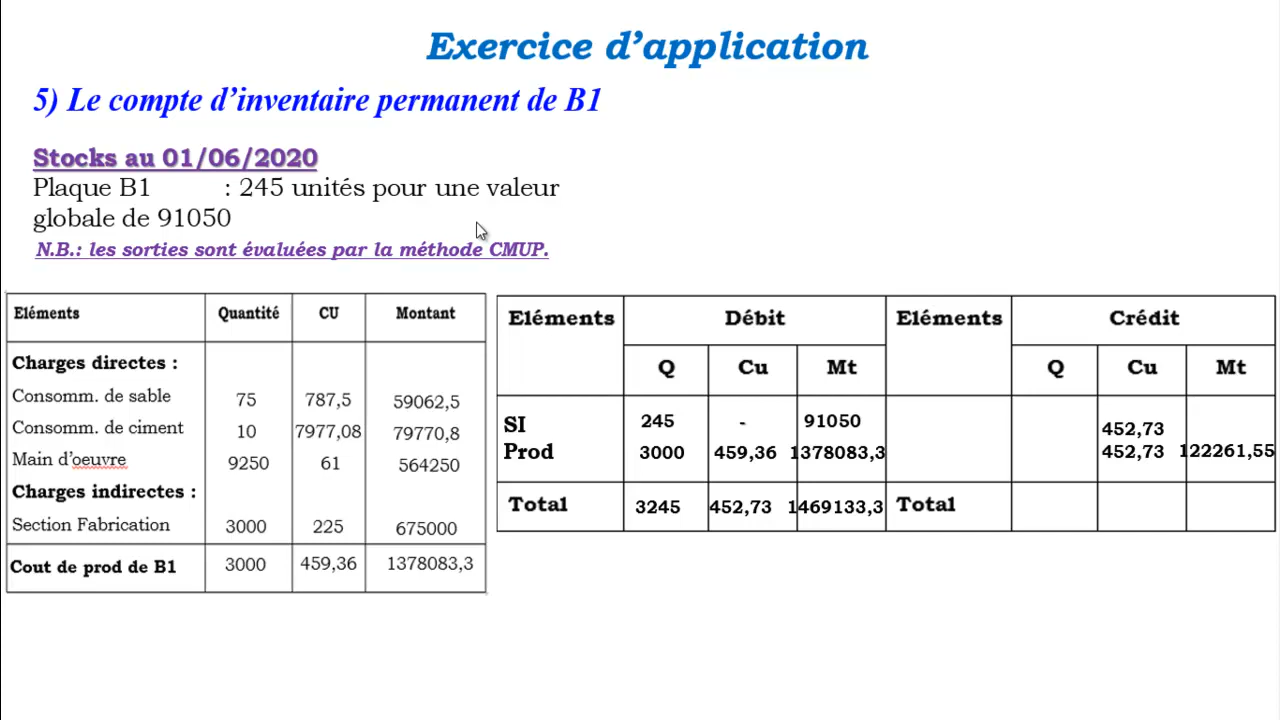 Exercice d’application
5) Le compte d’inventaire permanent de B1
Stocks au 01/06/2020
Plaque B1 : 245 unités pour une valeur
globale de 91050
N.B.: les sorties sont évaluées par la méthode CMUP.
Eléments Quantité CU Montant
Charges directes :
Consomm. de sable 75 787,5 59062,5
Consomm. de ciment 10 7977,08 79770,8
Main d’oeuvre 9250 61 564250
Charges indirectes :
Section Fabrication 3000 225 675000
Cout de prod de B1 3000 459,36 1378083,3
Eléments Débit Eléments Crédit
Q Cu Mt Q Cu Mt
SI 245 - 91050 452,73
Prod 3000 459,36 1378083,3 452,73 122261,55
Total 3245 452,73 1469133,3 Total